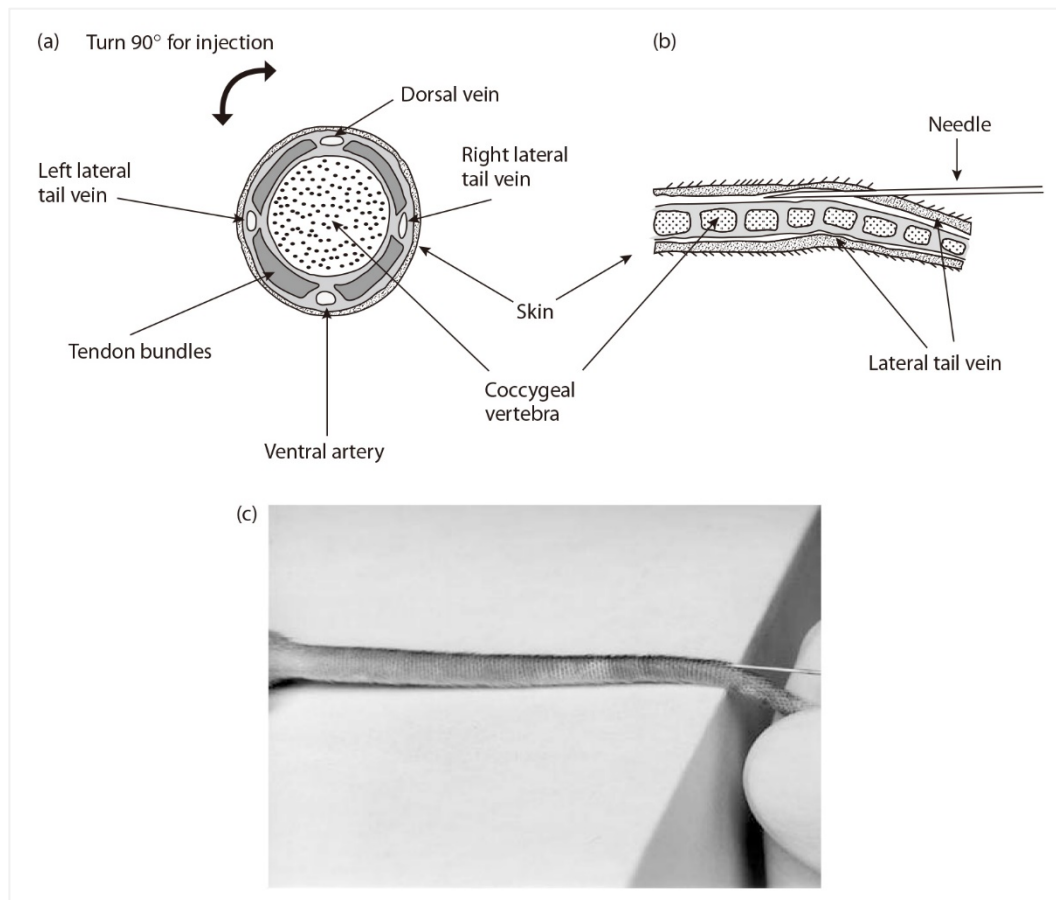 (a) Turn 90° for injection
Dorsal vein
Left lateral
tail vein
Right lateral
tail vein
Skin
Tendon bundles
Coccygeal
vertebra
Ventral artery
(b)
Needle
Lateral tail vein
(c)